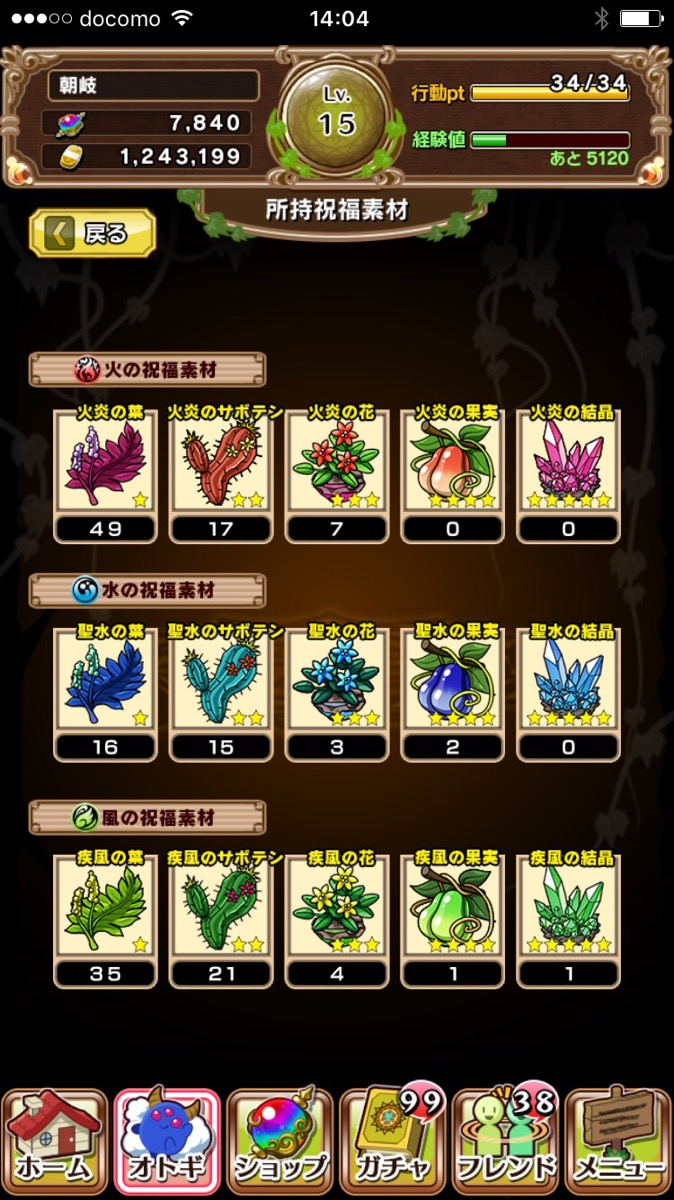 docomo 14:04
朝岐
7,840
1,243,199
Lv.
15
行動pt 34/34
経験値
あと5120
所持祝福素材
戻る
火の祝福素材
火炎の葉 火炎のサボテン 火炎の花 火炎の果実 火炎の結晶
49 17 7 0 0
水の祝福素材
聖水の葉 聖水のサボテン 聖水の花 聖水の果実 聖水の結晶
16 15 3 2 0
風の祝福素材
疾風の葉 疾風のサボテン 疾風の花 疾風の果実 疾風の結晶
35 21 4 1 1
99 38
ホーム オトギ ショップ ガチャ フレンド メニュー